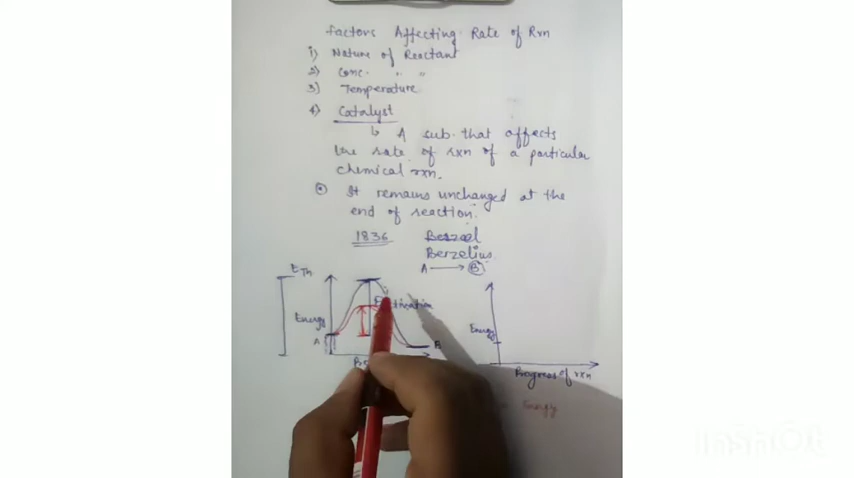 Factors Affecting Rate of Rxn
1) Nature of Reactant
2) Conc. " "
3) Temperature
4) Catalyst
↳ A sub. that affects
the rate of rxn of a particular
chemical rxn.
It remains unchanged at the
end of reaction.
1836
Berzelius
A → B
E Th
Energy
A
B
Energy
Progress of rxn
Energy